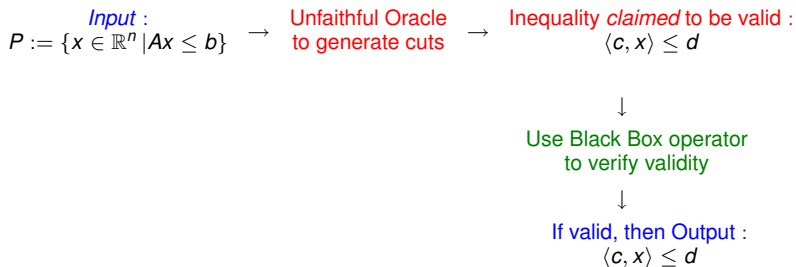 Input :
P := {x ∈ ℝⁿ |Ax ≤ b}
→
Unfaithful Oracle
to generate cuts
→
Inequality claimed to be valid :
⟨c, x⟩ ≤ d
↓
Use Black Box operator
to verify validity
↓
If valid, then Output :
⟨c, x⟩ ≤ d